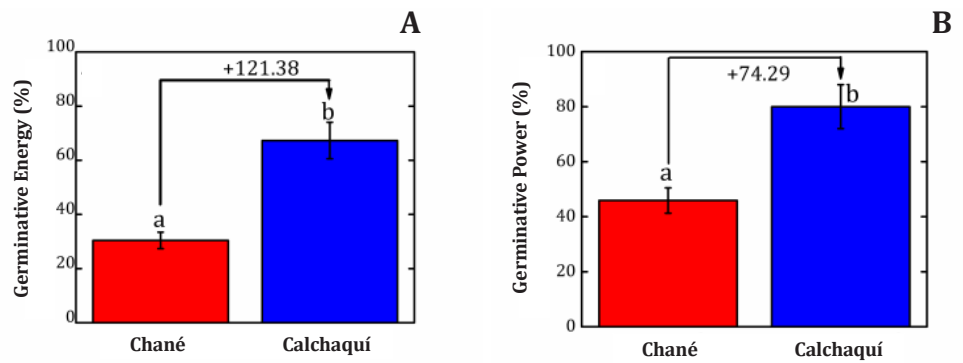 A
Germinative Energy (%)
100
80
60
40
20
0
+121.38
a
b
Chané
Calchaquí
B
Germinative Power (%)
100
80
60
40
20
0
+74.29
a
b
Chané
Calchaquí